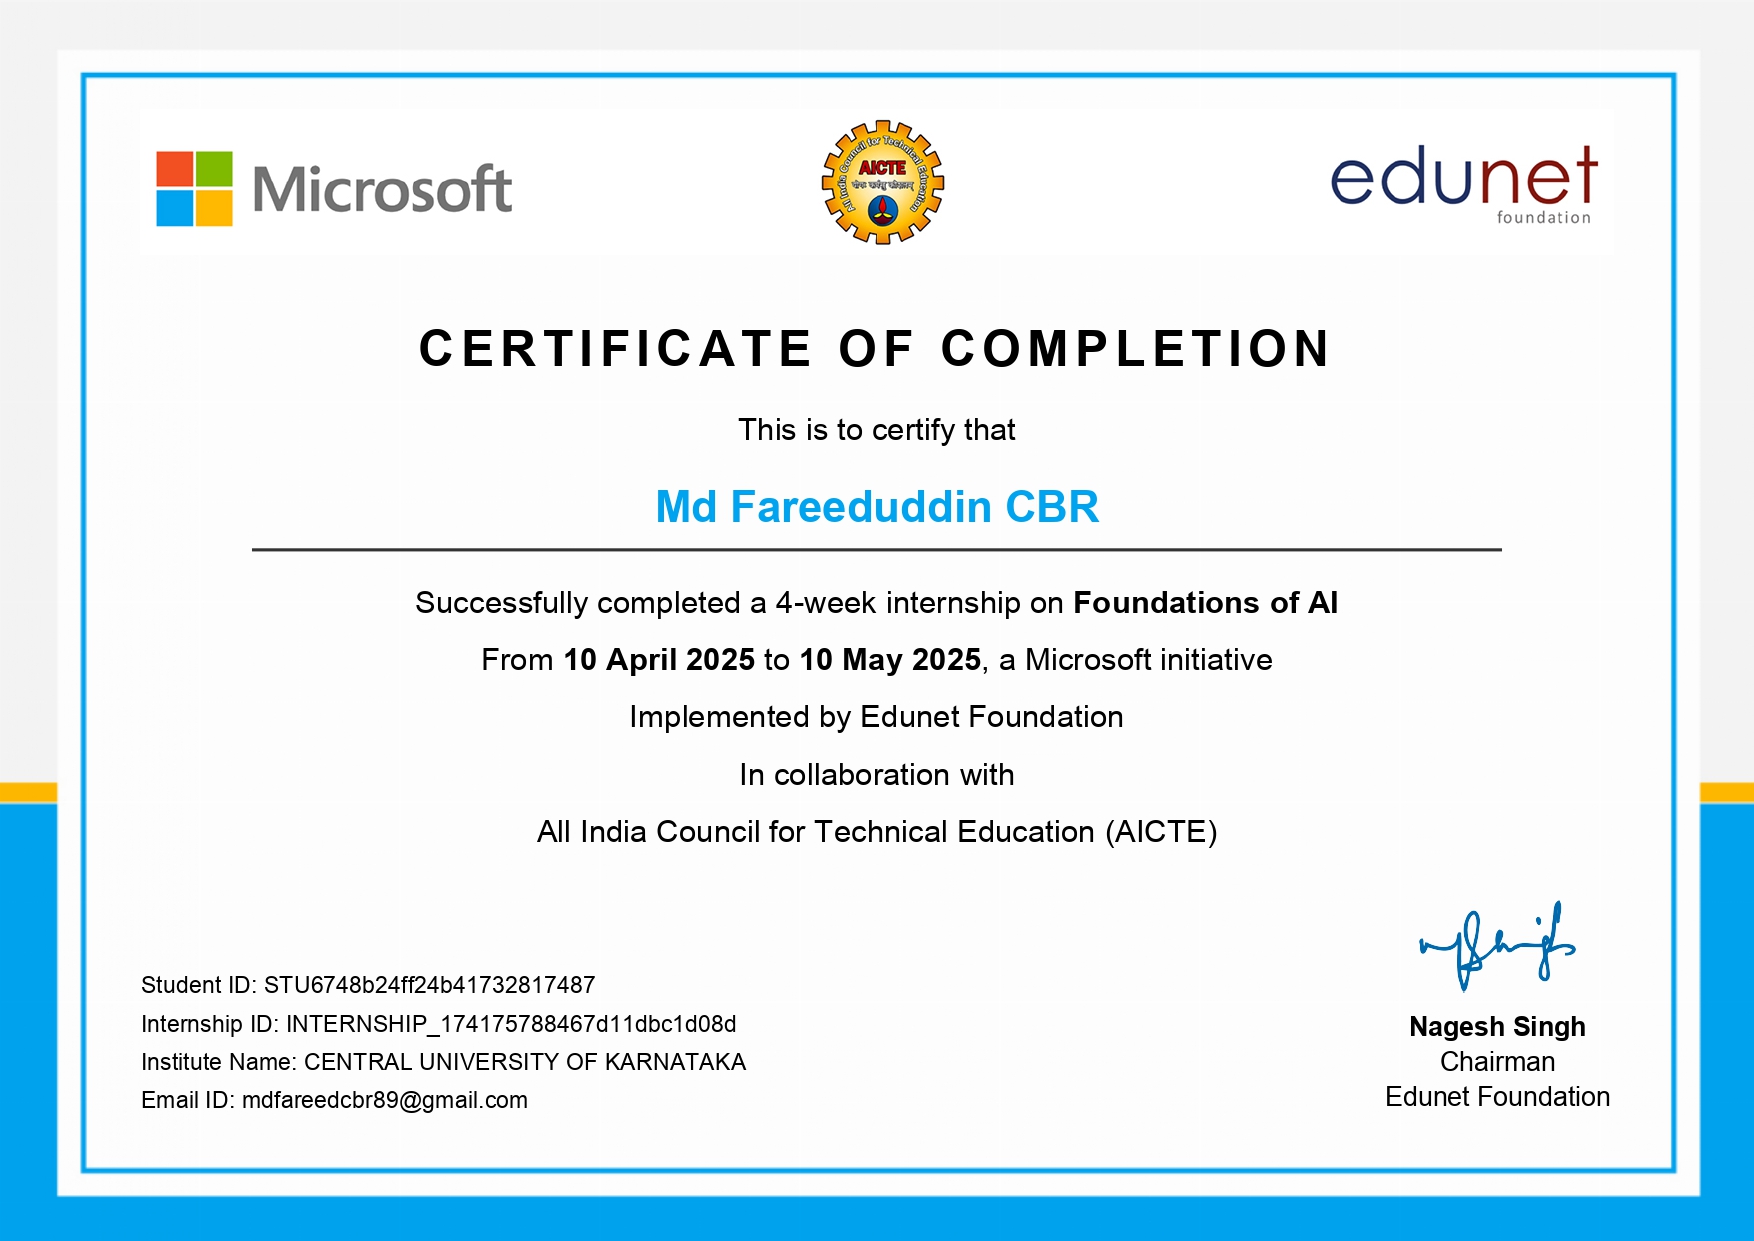 Microsoft
All India Council for Technical Education
AICTE
edunet
foundation
CERTIFICATE OF COMPLETION
This is to certify that
Md Fareeduddin CBR
Successfully completed a 4-week internship on Foundations of AI
From 10 April 2025 to 10 May 2025, a Microsoft initiative
Implemented by Edunet Foundation
In collaboration with
All India Council for Technical Education (AICTE)
Student ID: STU6748b24ff24b41732817487
Internship ID: INTERNSHIP_174175788467d11dbc1d08d
Institute Name: CENTRAL UNIVERSITY OF KARNATAKA
Email ID: mdfareedcbr89@gmail.com
Nagesh Singh
Chairman
Edunet Foundation